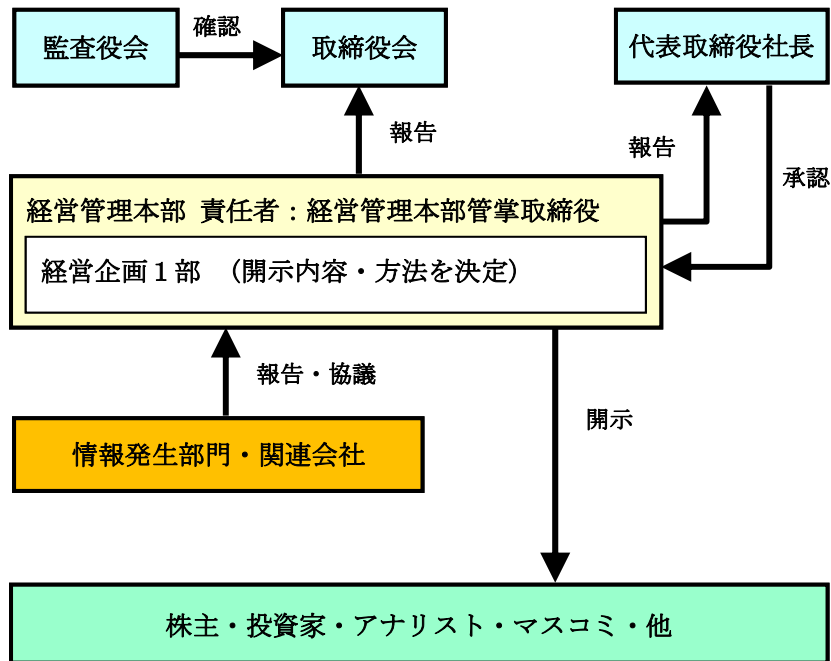 監査役会
確認
取締役会
代表取締役社長
報告
報告
承認
経営管理本部 責任者：経営管理本部管掌取締役
経営企画１部 （開示内容・方法を決定）
報告・協議
開示
情報発生部門・関連会社
株主・投資家・アナリスト・マスコミ・他